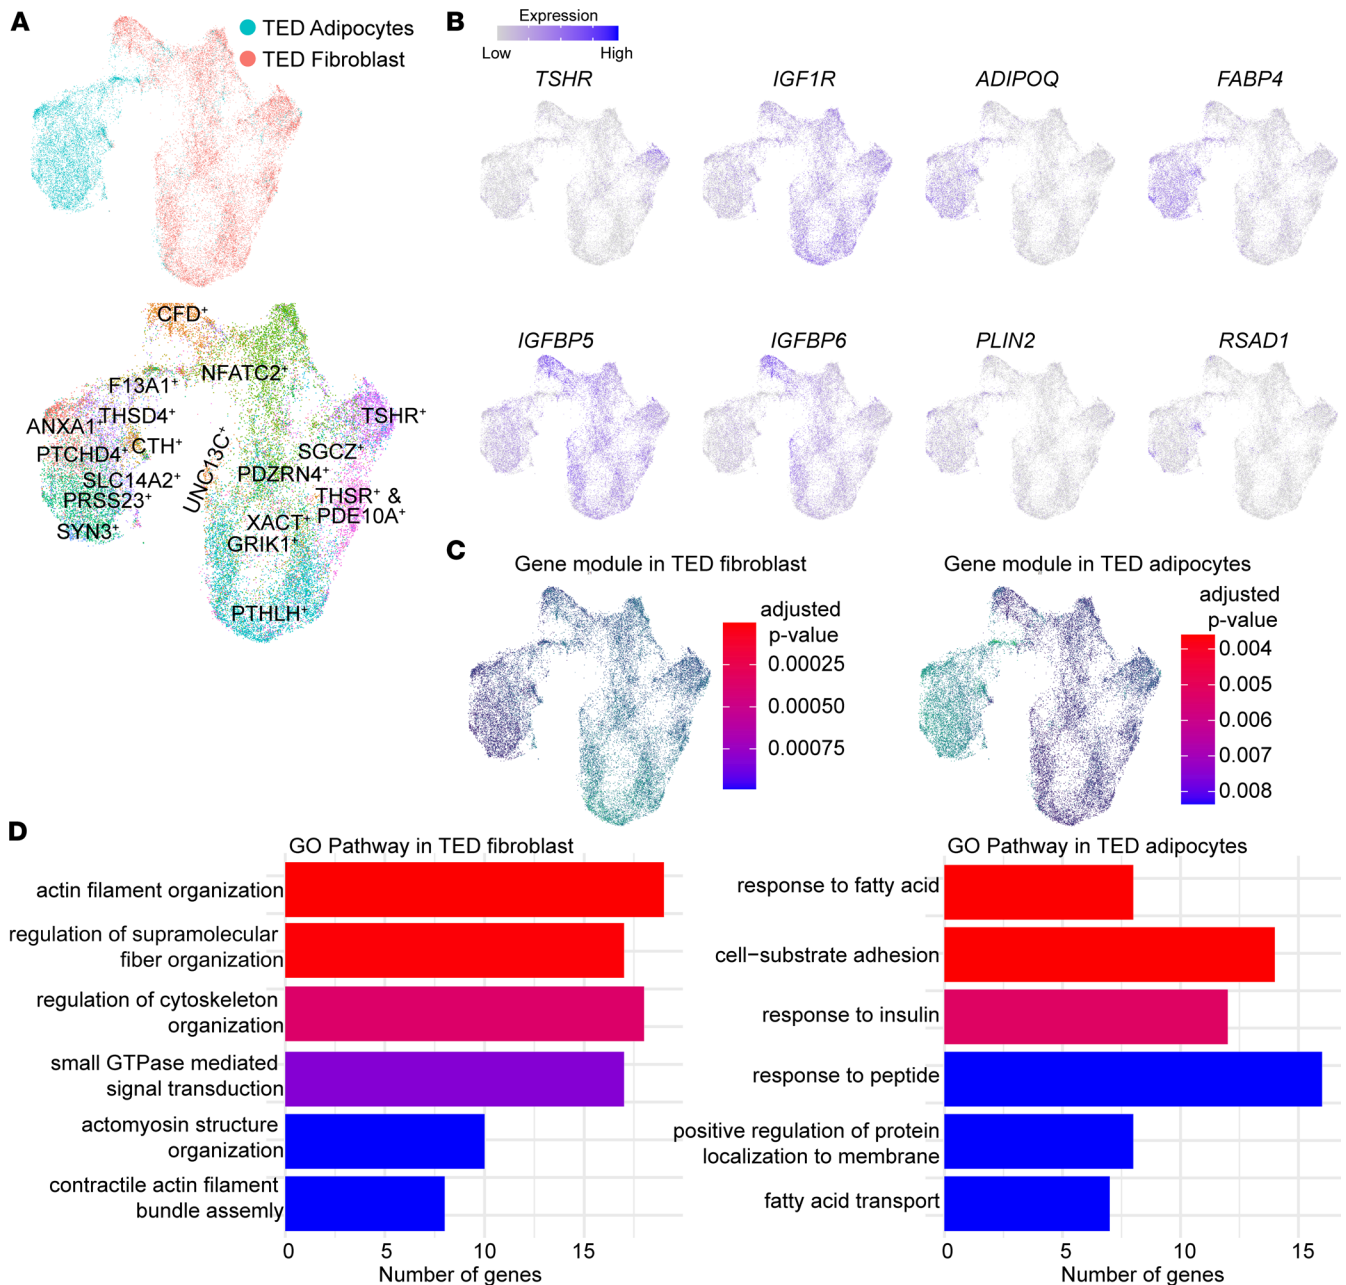 A
TED Adipocytes
TED Fibroblast
CFD+
NFATC2+
F13A1+
THSD4+
ANXA1+
TSHR+
CTH+
PTCHD4+
UNC13C+
SGCZ+
SLC14A2+
PDZRN4+
PRSS23+
THSR+ &
PDE10A+
XACT+
SYN3+
GRIK1+
PTHLH+
B
Expression
Low High
TSHR IGF1R ADIPOQ FABP4
IGFBP5 IGFBP6 PLIN2 RSAD1
C
Gene module in TED fibroblast
adjusted
p-value
0.00025
0.00050
0.00075
Gene module in TED adipocytes
adjusted
p-value
0.004
0.005
0.006
0.007
0.008
D
GO Pathway in TED fibroblast
actin filament organization
regulation of supramolecular
fiber organization
regulation of cytoskeleton
organization
small GTPase mediated
signal transduction
actomyosin structure
organization
contractile actin filament
bundle assemly
0 5 10 15
Number of genes
GO Pathway in TED adipocytes
response to fatty acid
cell−substrate adhesion
response to insulin
response to peptide
positive regulation of protein
localization to membrane
fatty acid transport
0 5 10 15
Number of genes